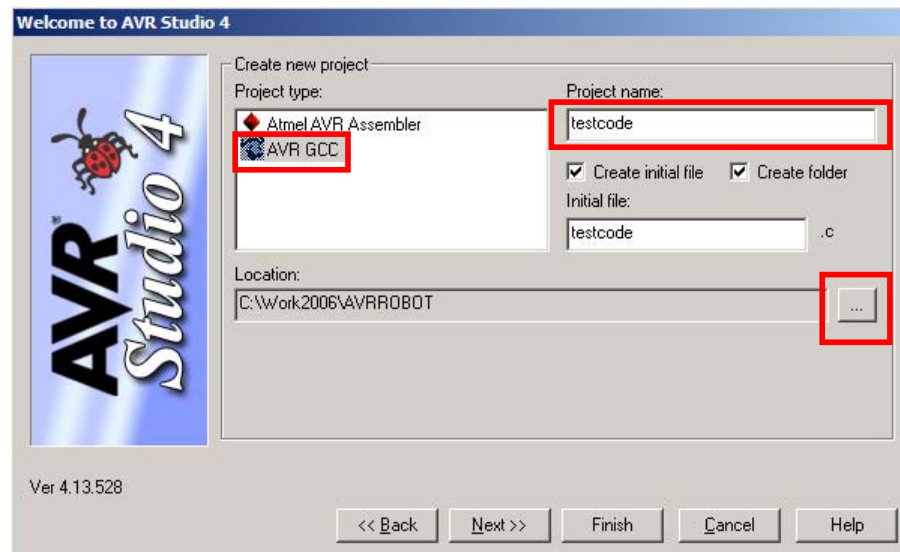 Welcome to AVR Studio 4
AVR® Studio 4
Create new project
Project type:
Atmel AVR Assembler
AVR GCC
Project name:
testcode
Create initial file Create folder
Initial file:
testcode .c
Location:
C:\Work2006\AVRROBOT ...
Ver 4.13.528
<< Back Next >> Finish Cancel Help